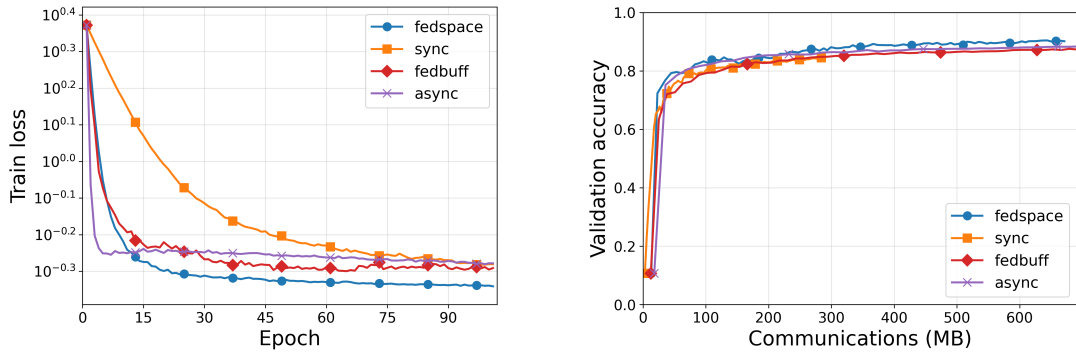 Train loss
10^0.4
10^0.3
10^0.2
10^0.1
10^0.0
10^−0.1
10^−0.2
10^−0.3
0 15 30 45 60 75 90
Epoch
fedspace
sync
fedbuff
async
Validation accuracy
1.0
0.8
0.6
0.4
0.2
0.0
0 100 200 300 400 500 600
Communications (MB)
fedspace
sync
fedbuff
async